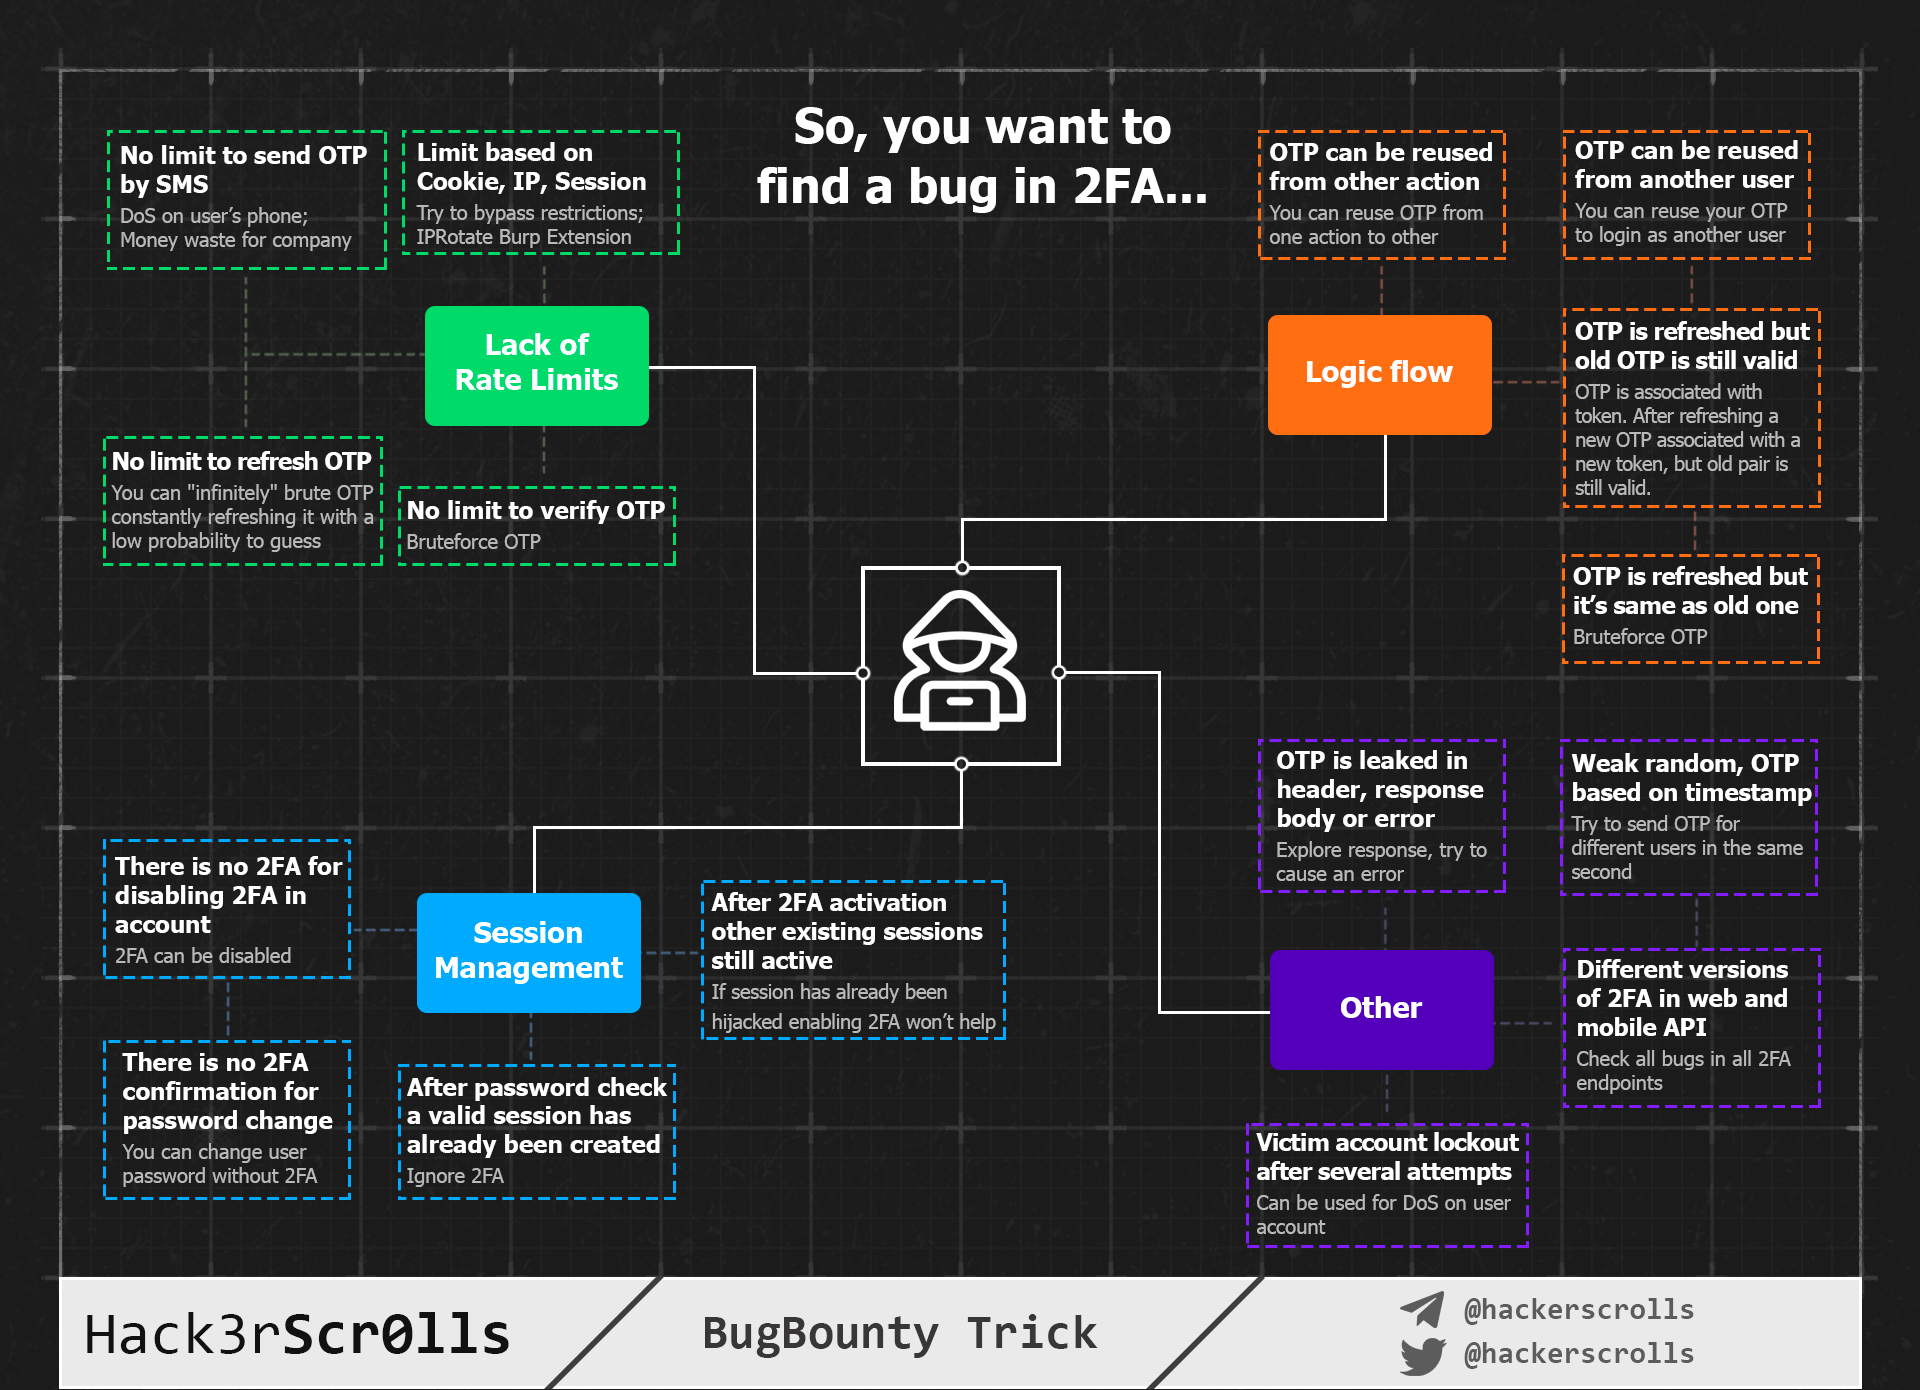 So, you want to
find a bug in 2FA...
No limit to send OTP
by SMS
DoS on user's phone;
Money waste for company
Limit based on
Cookie, IP, Session
Try to bypass restrictions;
IPRotate Burp Extension
Lack of
Rate Limits
No limit to refresh OTP
You can "infinitely" brute OTP
constantly refreshing it with a
low probability to guess
No limit to verify OTP
Bruteforce OTP
OTP can be reused
from other action
You can reuse OTP from
one action to other
OTP can be reused
from another user
You can reuse your OTP
to login as another user
Logic flow
OTP is refreshed but
old OTP is still valid
OTP is associated with
token. After refreshing a
new OTP associated with a
new token, but old pair is
still valid.
OTP is refreshed but
it’s same as old one
Bruteforce OTP
There is no 2FA for
disabling 2FA in
account
2FA can be disabled
Session
Management
After 2FA activation
other existing sessions
still active
If session has already been
hijacked enabling 2FA won’t help
There is no 2FA
confirmation for
password change
You can change user
password without 2FA
After password check
a valid session has
already been created
Ignore 2FA
OTP is leaked in
header, response
body or error
Explore response, try to
cause an error
Weak random, OTP
based on timestamp
Try to send OTP for
different users in the same
second
Other
Different versions
of 2FA in web and
mobile API
Check all bugs in all 2FA
endpoints
Victim account lockout
after several attempts
Can be used for DoS on user
account
Hack3rScr0lls
BugBounty Trick
@hackerscrolls
@hackerscrolls